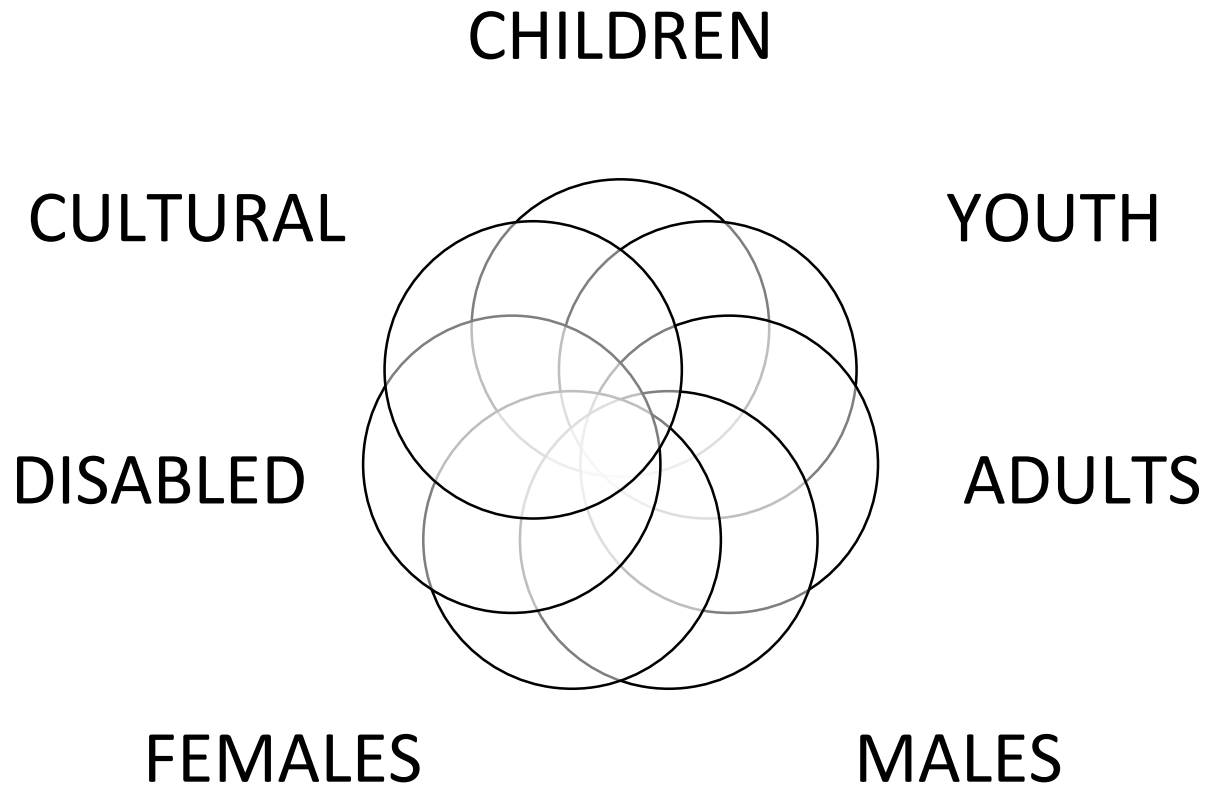 CHILDREN
CULTURAL
YOUTH
DISABLED
ADULTS
FEMALES
MALES